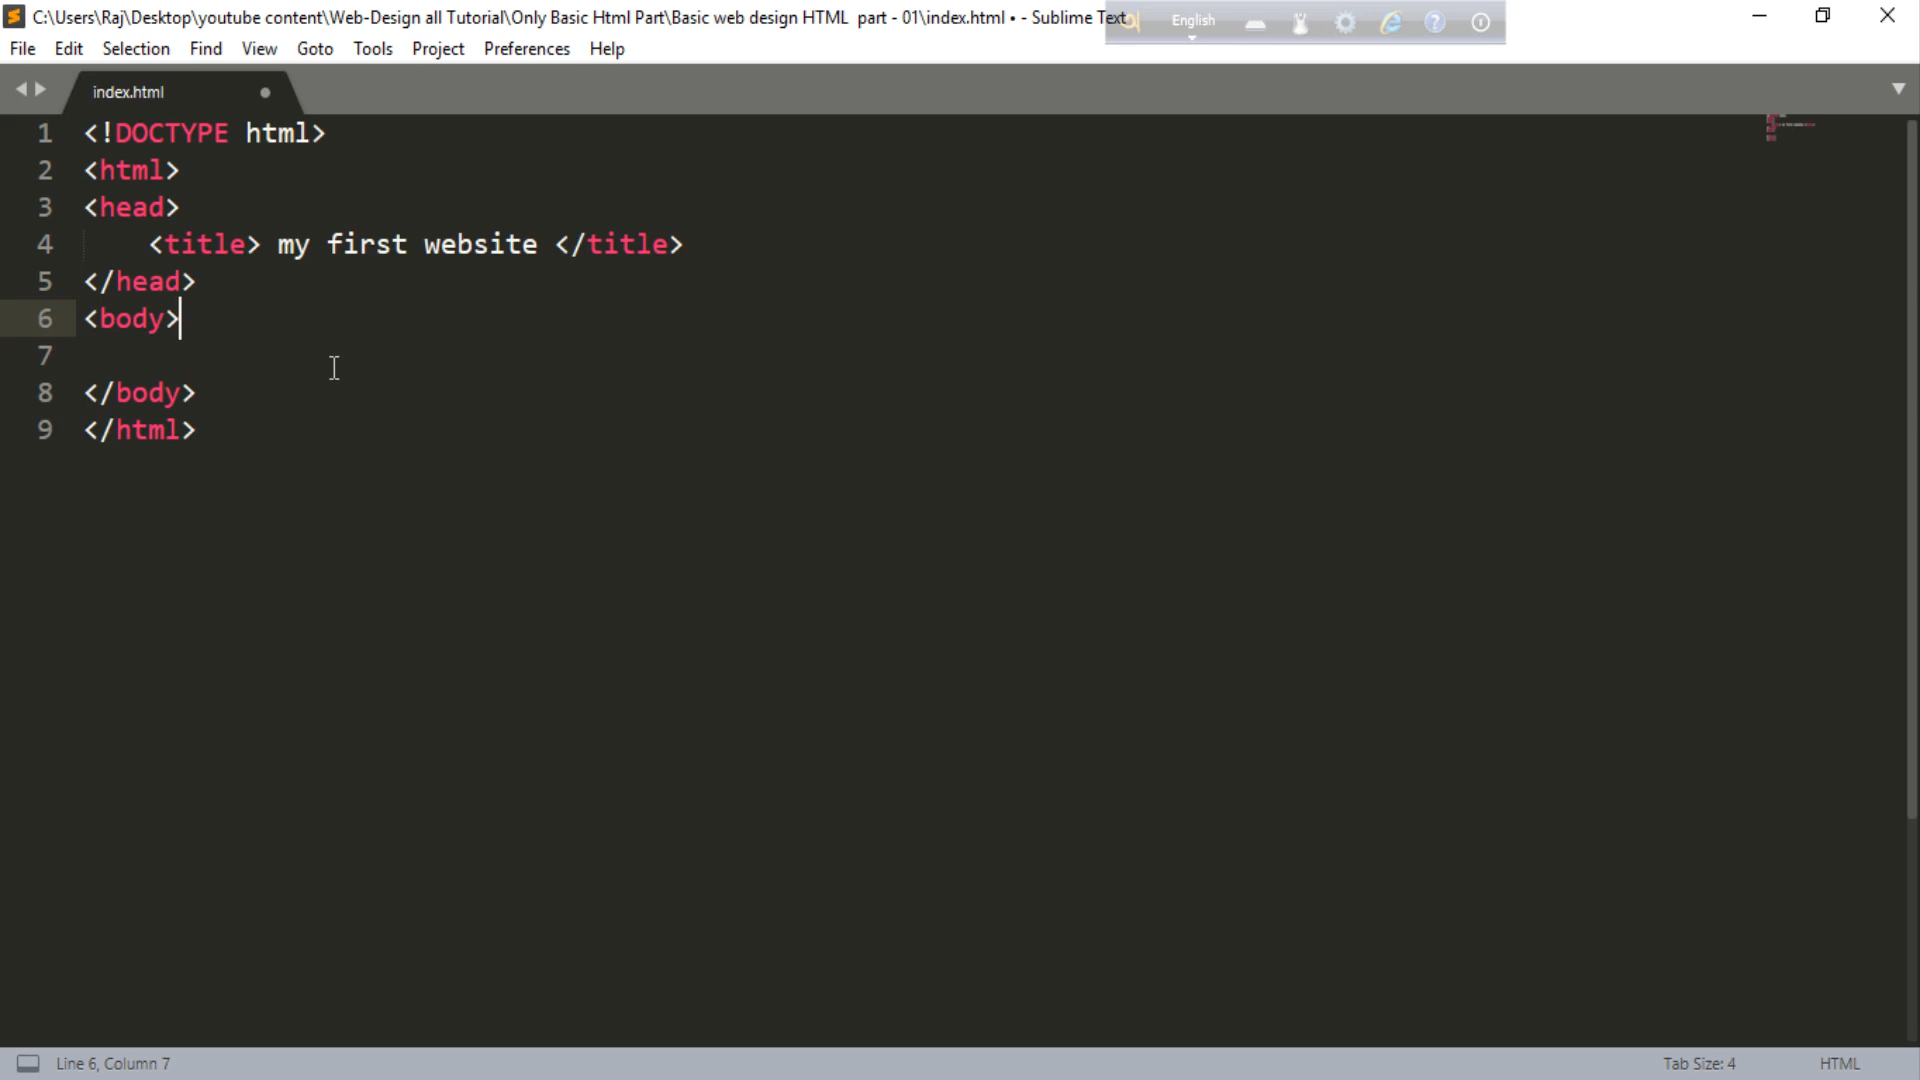 C:\Users\Raj\Desktop\youtube content\Web-Design all Tutorial\Only Basic Html Part\Basic web design HTML  part - 01\index.html • - Sublime Text
English
File Edit Selection Find View Goto Tools Project Preferences Help
index.html
1 <!DOCTYPE html>
2 <html>
3 <head>
4     <title> my first website </title>
5 </head>
6 <body>
7
8 </body>
9 </html>
Line 6, Column 7
Tab Size: 4
HTML